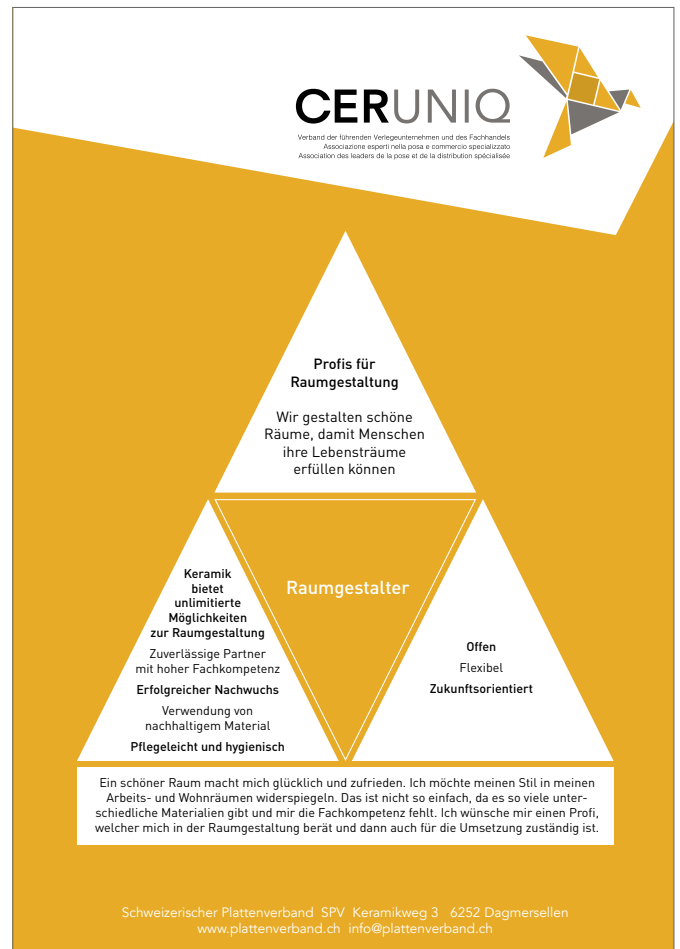 CERUNIQ
Verband der führenden Verlegeunternehmen und des Fachhandels
Associazione esperti nella posa e commercio specializzato
Association des leaders de la pose et de la distribution spécialisée
Profis für
Raumgestaltung
Wir gestalten schöne
Räume, damit Menschen
ihre Lebensträume
erfüllen können
Raumgestalter
Keramik
bietet
unlimitierte
Möglichkeiten
zur Raumgestaltung
Zuverlässige Partner
mit hoher Fachkompetenz
Erfolgreicher Nachwuchs
Verwendung von
nachhaltigem Material
Pflegeleicht und hygienisch
Offen
Flexibel
Zukunftsorientiert
Ein schöner Raum macht mich glücklich und zufrieden. Ich möchte meinen Stil in meinen
Arbeits- und Wohnräumen widerspiegeln. Das ist nicht so einfach, da es so viele unter-
schiedliche Materialien gibt und mir die Fachkompetenz fehlt. Ich wünsche mir einen Profi,
welcher mich in der Raumgestaltung berät und dann auch für die Umsetzung zuständig ist.
Schweizerischer Plattenverband SPV Keramikweg 3 6252 Dagmersellen
www.plattenverband.ch info@plattenverband.ch